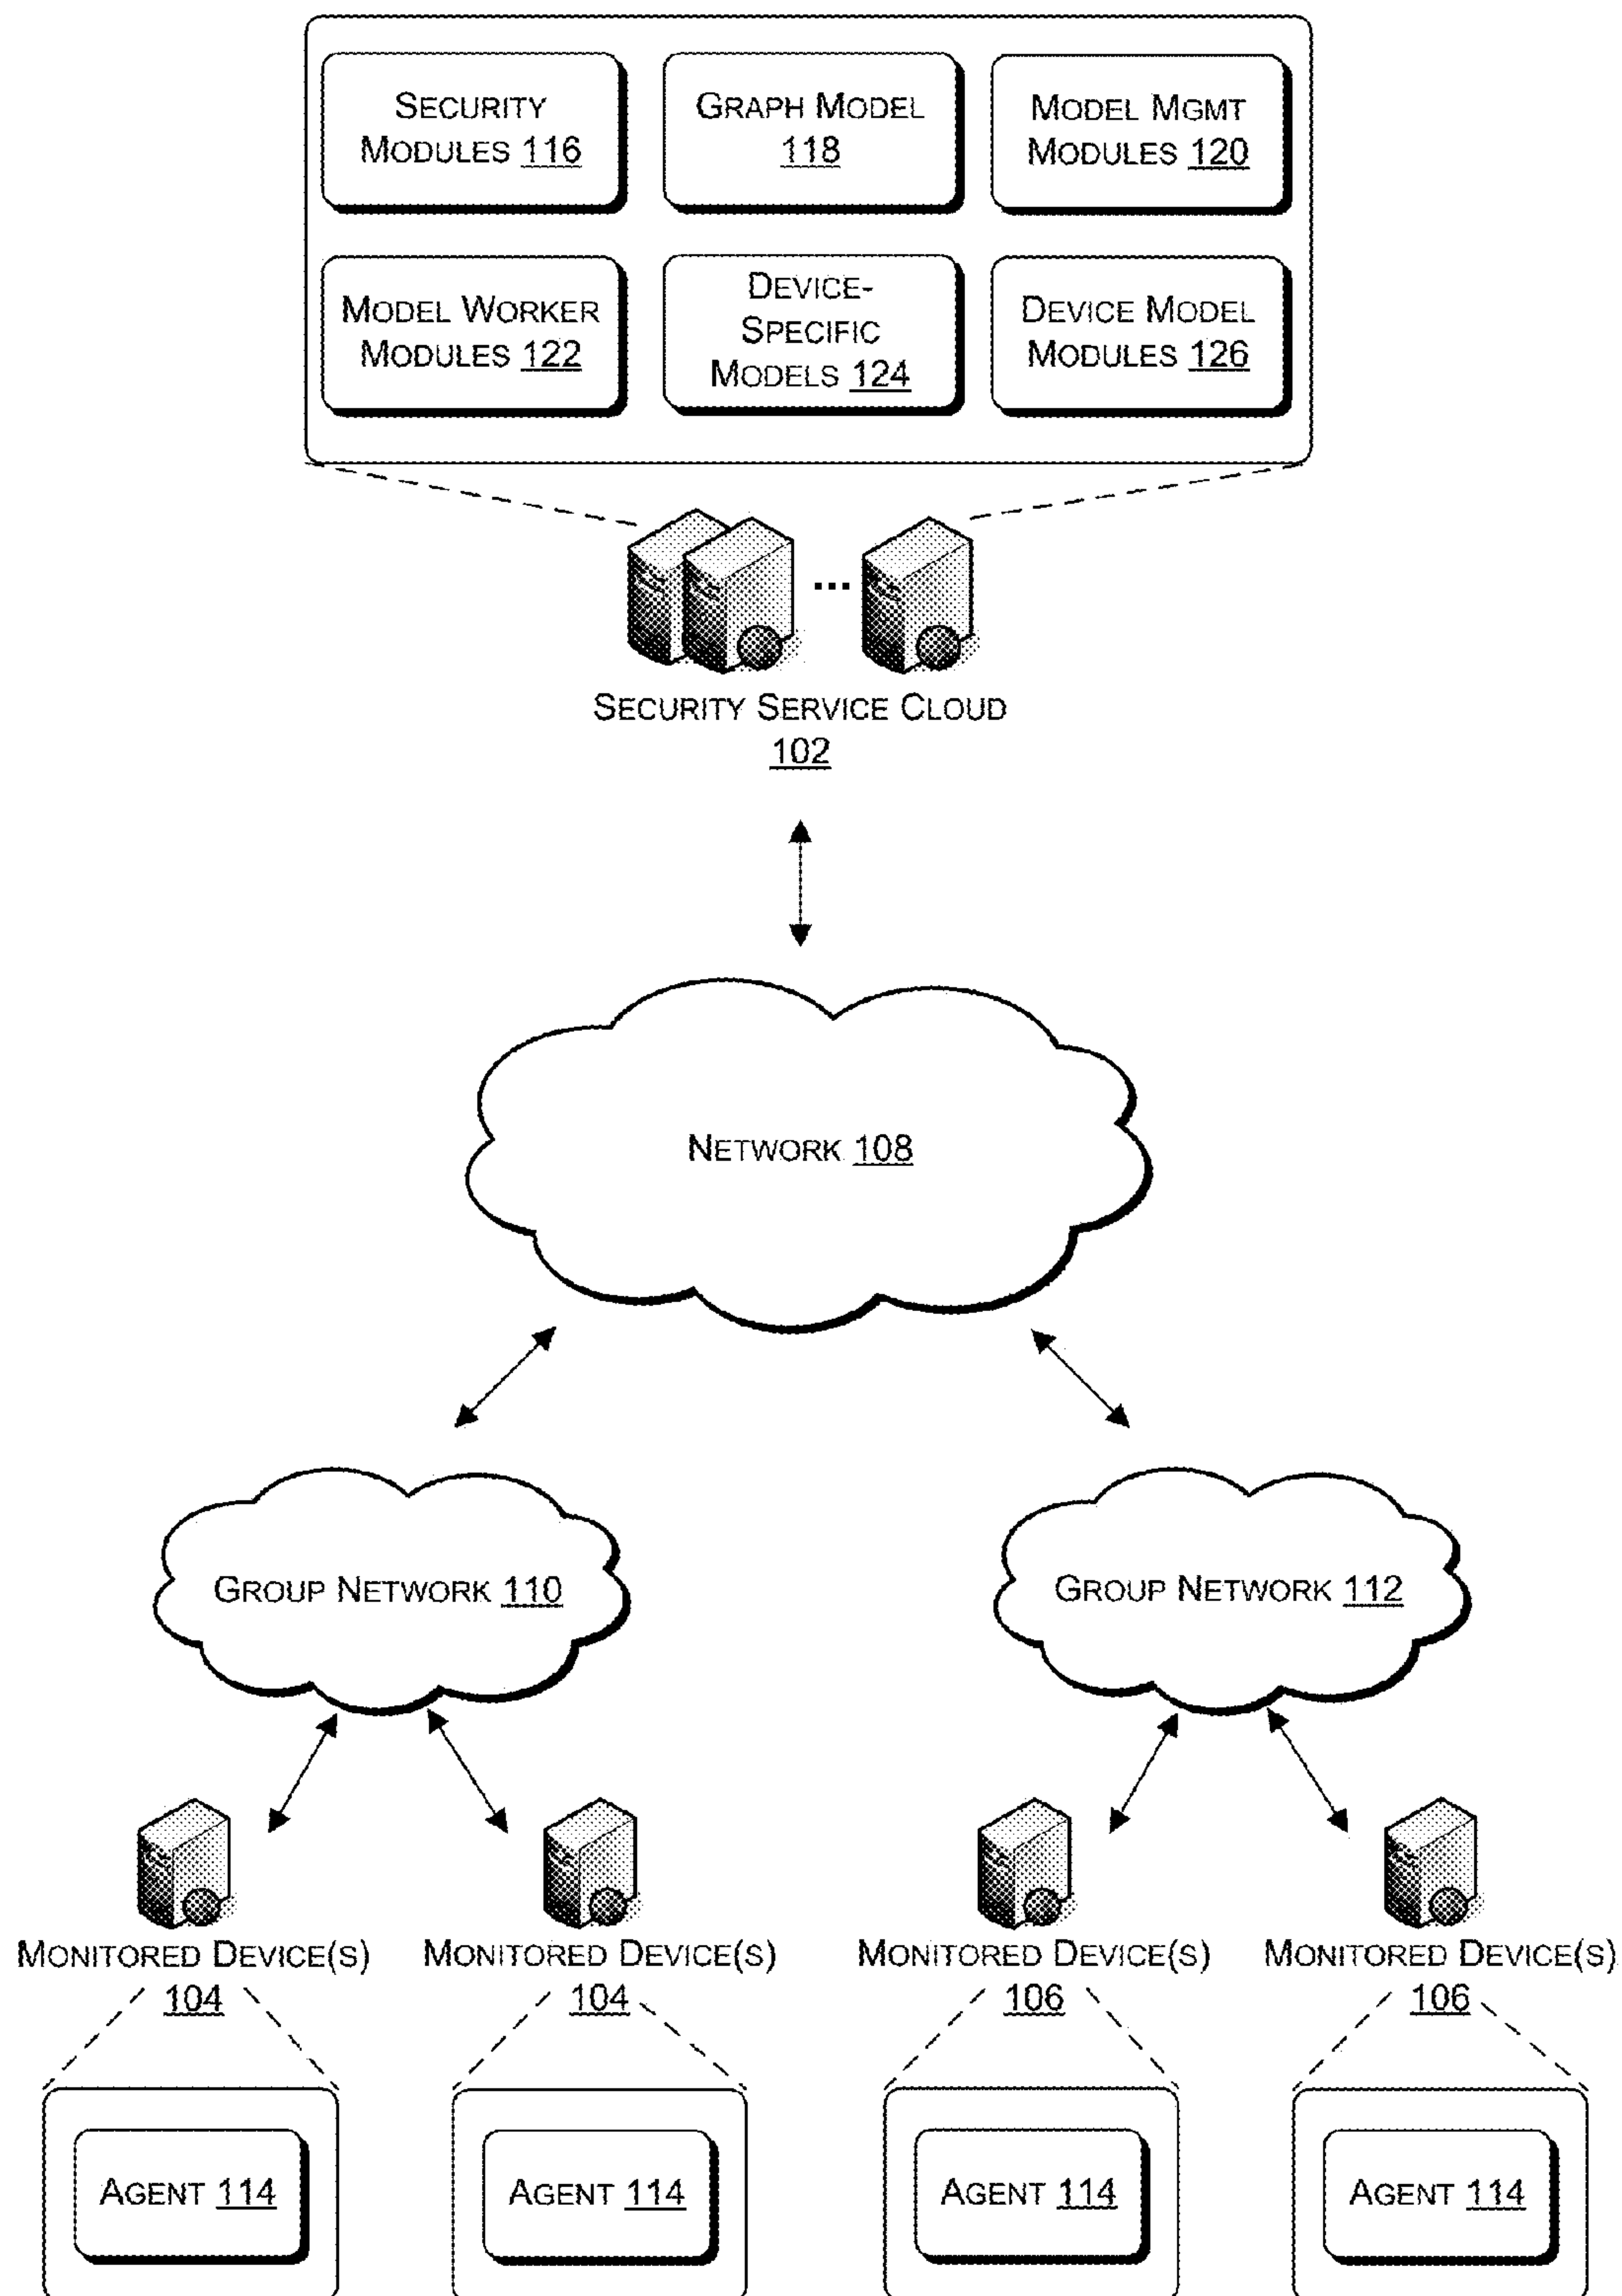 SECURITY
MODULES 116
GRAPH MODEL
118
MODEL MGMT
MODULES 120
MODEL WORKER
MODULES 122
DEVICE-
SPECIFIC
MODELS 124
DEVICE MODEL
MODULES 126
...
SECURITY SERVICE CLOUD
102
NETWORK 108
GROUP NETWORK 110
GROUP NETWORK 112
MONITORED DEVICE(S)
104
MONITORED DEVICE(S)
104
MONITORED DEVICE(S)
106
MONITORED DEVICE(S)
106
AGENT 114
AGENT 114
AGENT 114
AGENT 114